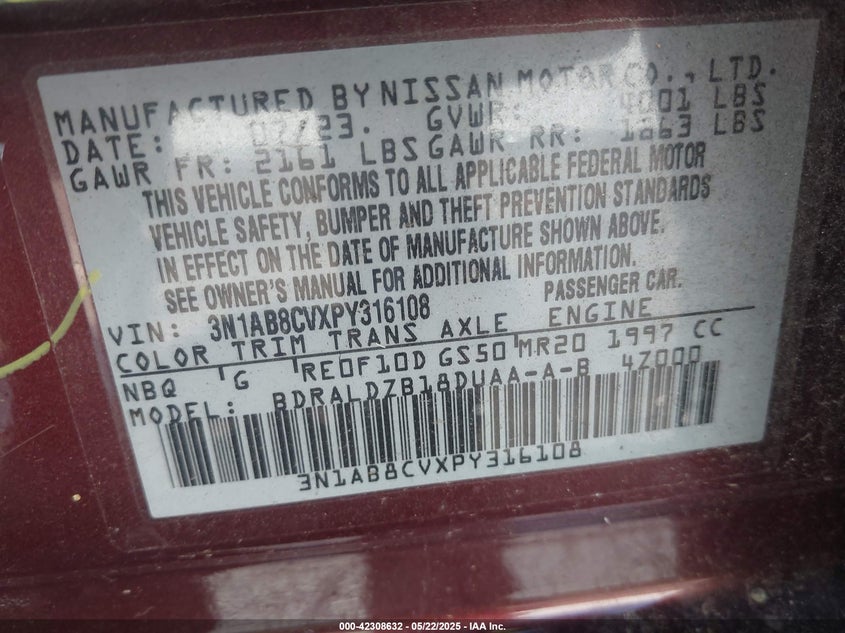 MANUFACTURED BY NISSAN MOTOR CO., LTD.
DATE: 07/23. GVWR: 4001 LBS
GAWR FR: 2161 LBS GAWR RR: 1863 LBS
THIS VEHICLE CONFORMS TO ALL APPLICABLE FEDERAL MOTOR
VEHICLE SAFETY, BUMPER AND THEFT PREVENTION STANDARDS
IN EFFECT ON THE DATE OF MANUFACTURE SHOWN ABOVE.
SEE OWNER'S MANUAL FOR ADDITIONAL INFORMATION.
VIN: 3N1AB8CVXPY316108 PASSENGER CAR.
COLOR TRIM TRANS AXLE ENGINE
NBQ G RE0F10D GS50 MR20 1997 CC
MODEL: BDRALDZB18DUAA-A-B 4Z000
3N1AB8CVXPY316108
000-42308632 - 05/22/2025 - IAA Inc.